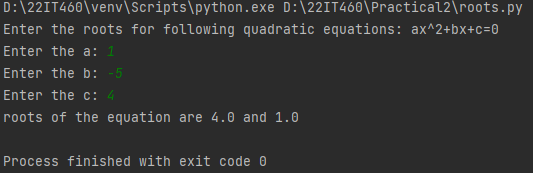 D:\22IT460\venv\Scripts\python.exe D:\22IT460\Practical2\roots.py
Enter the roots for following quadratic equations: ax^2+bx+c=0
Enter the a: 1
Enter the b: -5
Enter the c: 4
roots of the equation are 4.0 and 1.0
Process finished with exit code 0